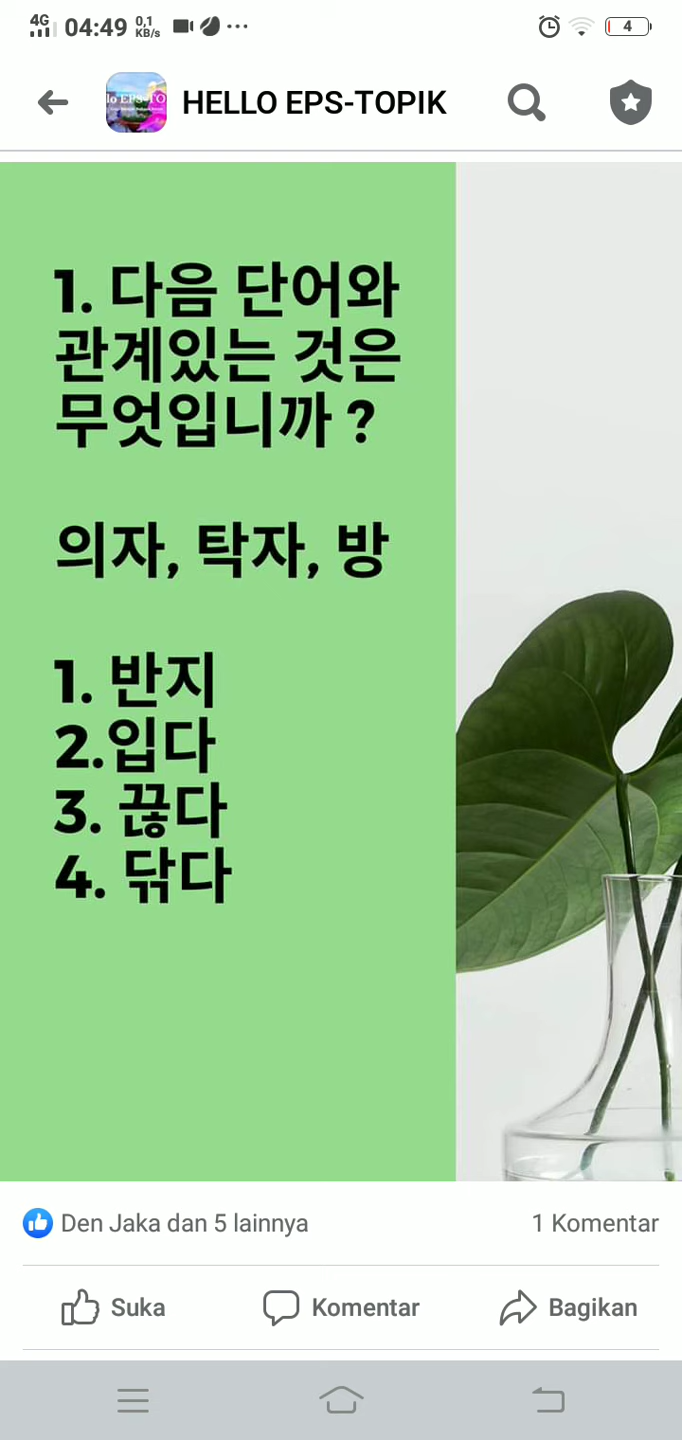 4G 04:49 0,1 KB/s ... 4
HELLO EPS-TOPIK
1. 다음 단어와
관계있는 것은
무엇입니까 ?
의자, 탁자, 방
1. 반지
2.입다
3. 끊다
4. 닦다
Den Jaka dan 5 lainnya 1 Komentar
Suka Komentar Bagikan